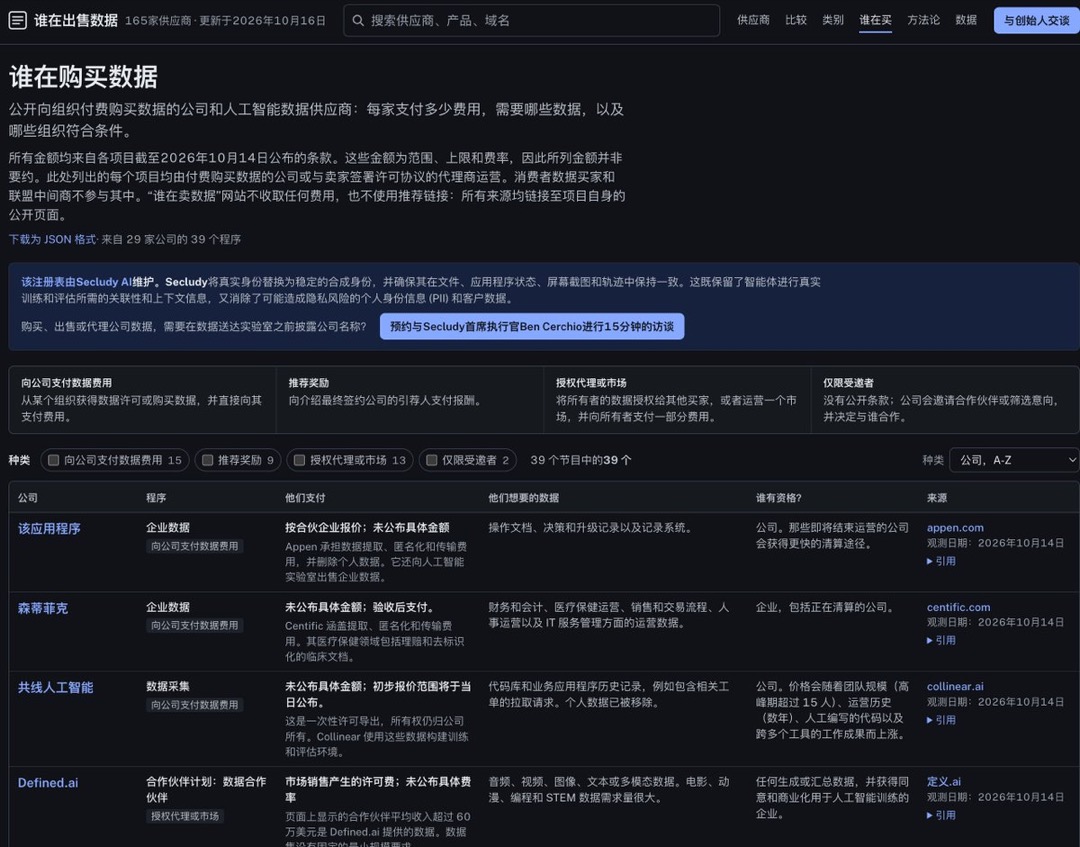 谁在出售数据 165家供应商·更新于2026年10月16日 搜索供应商、产品、域名 供应商 比较 类别 谁在买 方法论 数据 与创始人交谈
谁在购买数据
公开向组织付费购买数据的公司和人工智能数据供应商：每家支付多少费用，需要哪些数据，以及
哪些组织符合条件。
所有金额均来自各项目截至2026年10月14日公布的条款。这些金额为范围、上限和费率，因此所列金额并非
要约。此处列出的每个项目均由付费购买数据的公司或与卖家签署许可协议的代理商运营。消费者数据买家和
联盟中间商不参与其中。“谁在卖数据”网站不收取任何费用，也不使用推荐链接：所有来源均链接至项目自身的
公开页面。
下载为 JSON 格式· 来自 29 家公司的 39 个程序
该注册表由Secludy AI维护。Secludy将真实身份替换为稳定的合成身份，并确保其在文件、应用程序状态、屏幕截图和轨迹中保持一致。这既保留了智能体进行真实
训练和评估所需的关联性和上下文信息，又消除了可能造成隐私风险的个人身份信息 (PII) 和客户数据。
购买、出售或代理公司数据，需要在数据送达实验室之前披露公司名称？ 预约与Secludy首席执行官Ben Cerchio进行15分钟的访谈
向公司支付数据费用
从某个组织获得数据许可或购买数据，并直接向其
支付费用。
推荐奖励
向介绍最终签约公司的引荐人支付报酬。
授权代理或市场
将所有者的数据授权给其他买家，或者运营一个市
场，并向所有者支付一部分费用。
仅限受邀者
没有公开条款；公司会邀请合作伙伴或筛选意向，
并决定与谁合作。
种类 向公司支付数据费用 15 推荐奖励 9 授权代理或市场 13 仅限受邀者 2 39 个节目中的39 个 种类 公司，A-Z
公司 程序 他们支付 他们想要的数据 谁有资格？ 来源
该应用程序
企业数据
向公司支付数据费用
按合伙企业报价；未公布具体金额
Appen 承担数据提取、匿名化和传输费
用，并删除个人数据。它还向人工智能
实验室出售企业数据。
操作文档、决策和升级记录以及记录系统。
公司。那些即将结束运营的公司
会获得更快的清算途径。
appen.com
观测日期：2026年10月14日
▶引用
森蒂菲克
企业数据
向公司支付数据费用
未公布具体金额；验收后支付。
Centific 涵盖提取、匿名化和传输费
用。其医疗保健领域包括理赔和去标识
化的临床文档。
财务和会计、医疗保健运营、销售和交易流程、人
事运营以及 IT 服务管理方面的运营数据。
企业，包括正在清算的公司。
centific.com
观测日期：2026年10月14日
▶引用
共线人工智能
数据采集
向公司支付数据费用
未公布具体金额；初步报价范围将于当
日公布。
这是一次性许可导出，所有权仍归公司
所有。Collinear 使用这些数据构建训练
和评估环境。
代码库和业务应用程序历史记录，例如包含相关工
单的拉取请求。个人数据已被移除。
公司。价格会随着团队规模（高
峰期超过 15 人）、运营历史
（数年）、人工编写的代码以及
跨多个工具的工作成果而上涨。
collinear.ai
观测日期：2026年10月14日
▶引用
Defined.ai
合作伙伴计划：数据合作
伙伴
授权代理或市场
市场销售产生的许可费；未公布具体费
率
页面上显示的合作伙伴平均收入超过 60
万美元是 Defined.ai 提供的数据。数据
音频、视频、图像、文本或多模态数据。电影、动
漫、编程和 STEM 数据需求量很大。
任何生成或汇总数据，并获得同
意和商业化用于人工智能训练的
企业。
定义.ai
观测日期：2026年10月14日
▶引用